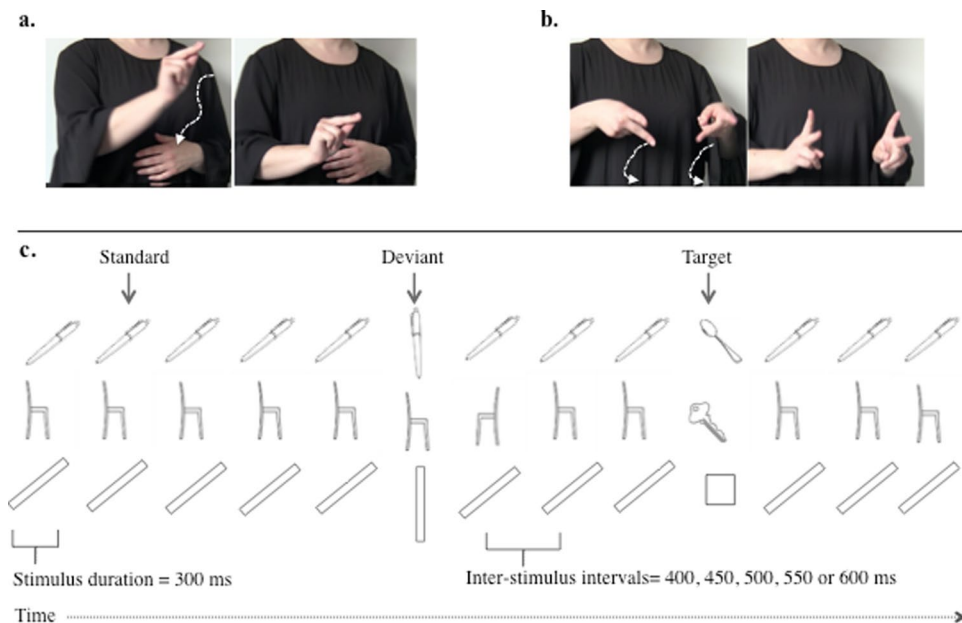 a.
b.
c.
Standard
Deviant
Target
Stimulus duration = 300 ms
Inter-stimulus intervals= 400, 450, 500, 550 or 600 ms
Time